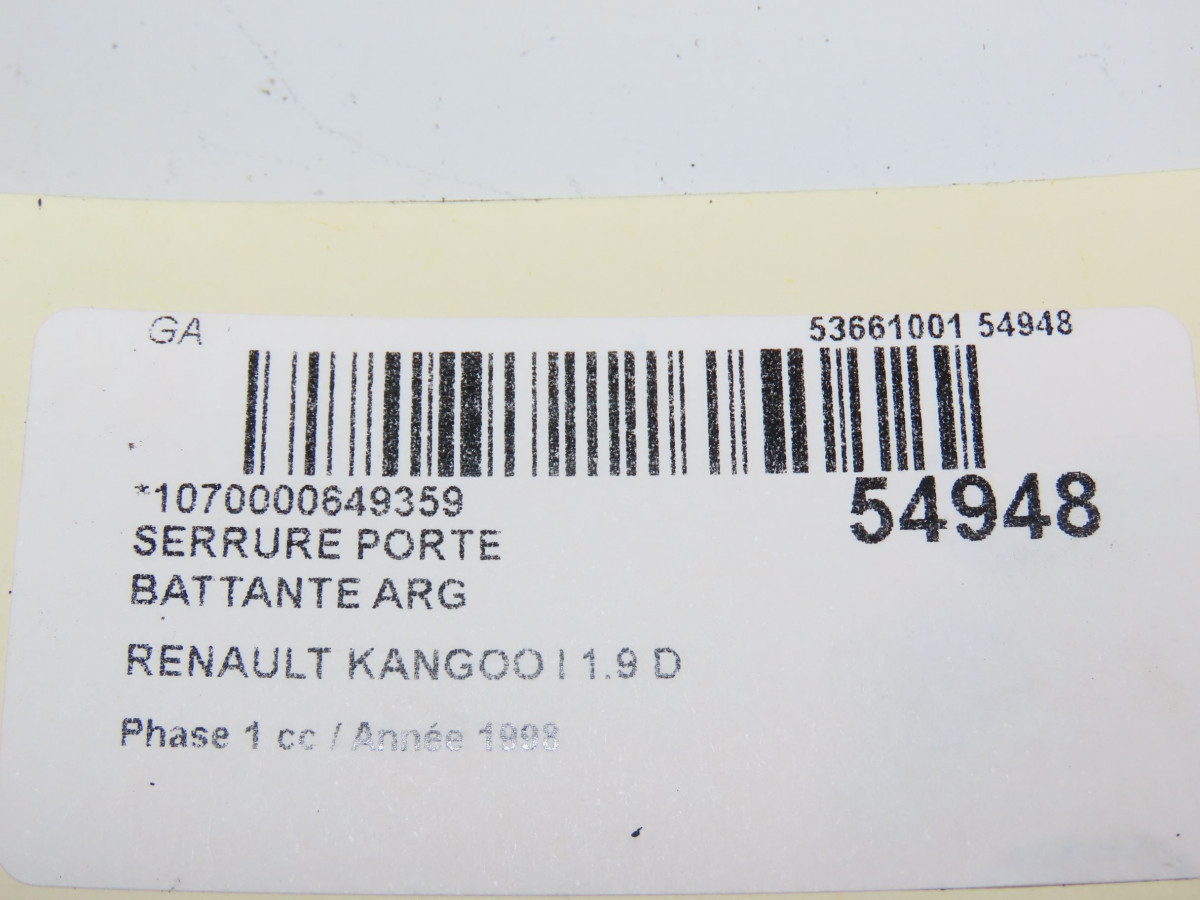 GA
53661001 54948
*1070000649359
54948
SERRURE PORTE
BATTANTE ARG
RENAULT KANGOO I 1.9 D
Phase 1 cc / Année 1998